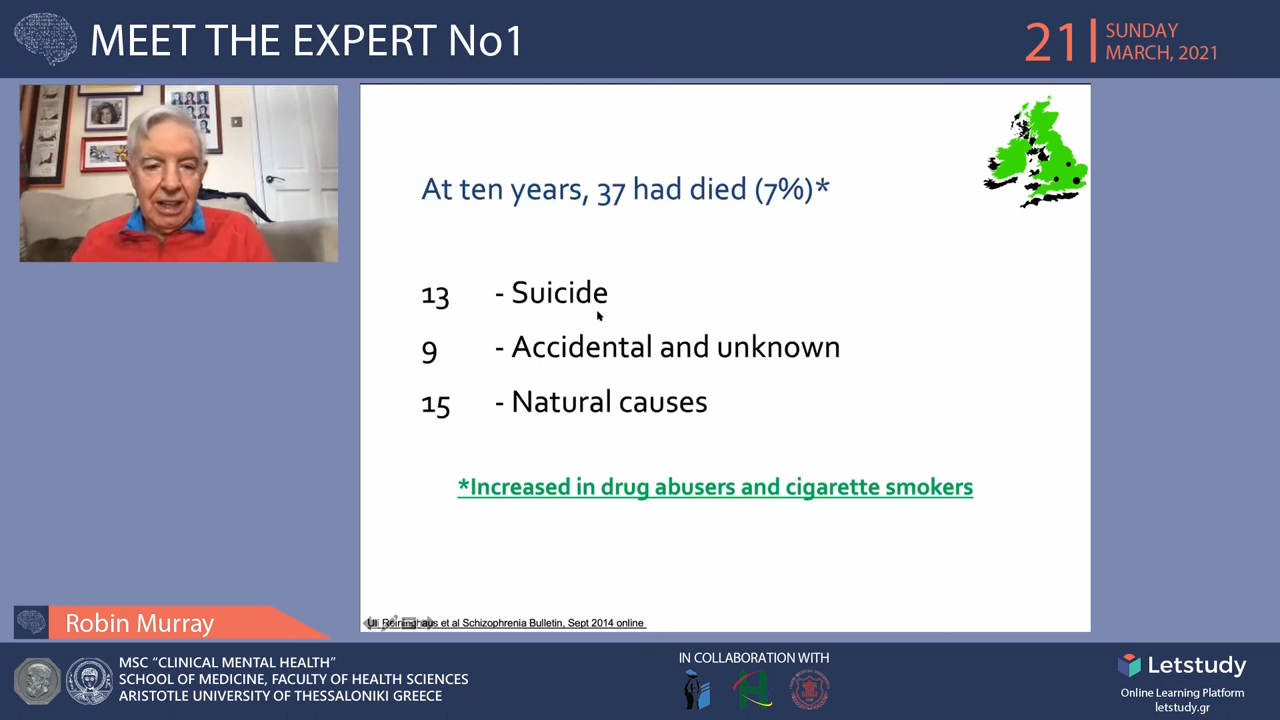 MEET THE EXPERT No1
21
SUNDAY
MARCH, 2021
At ten years, 37 had died (7%)*
13 - Suicide
9 - Accidental and unknown
15 - Natural causes
*Increased in drug abusers and cigarette smokers
et al Schizophrenia Bulletin, Sept 2014 online
Robin Murray
MSC “CLINICAL MENTAL HEALTH”
SCHOOL OF MEDICINE, FACULTY OF HEALTH SCIENCES
ARISTOTLE UNIVERSITY OF THESSALONIKI GREECE
IN COLLABORATION WITH
Letstudy
Online Learning Platform
letstudy.gr